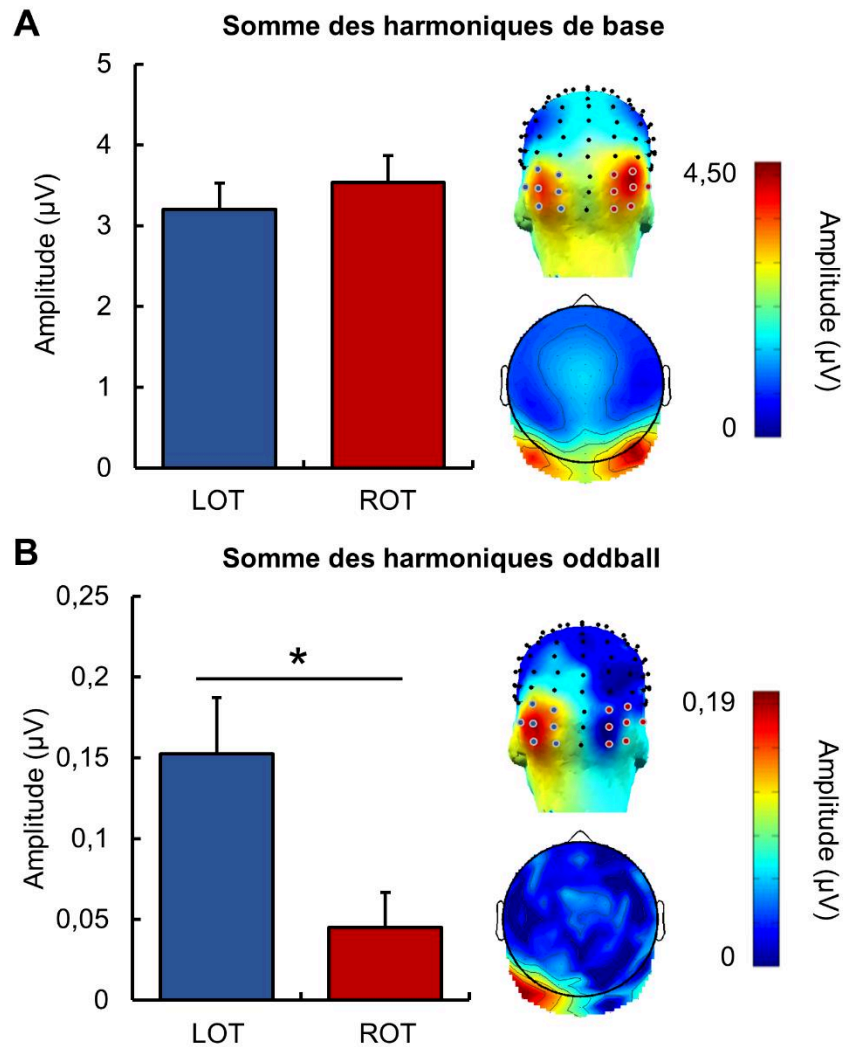 A
Somme des harmoniques de base
Amplitude (µV)
5
4
3
2
1
0
LOT
ROT
4,50
0
Amplitude (µV)
B
Somme des harmoniques oddball
Amplitude (µV)
0,25
0,2
0,15
0,1
0,05
0
*
LOT
ROT
0,19
0
Amplitude (µV)